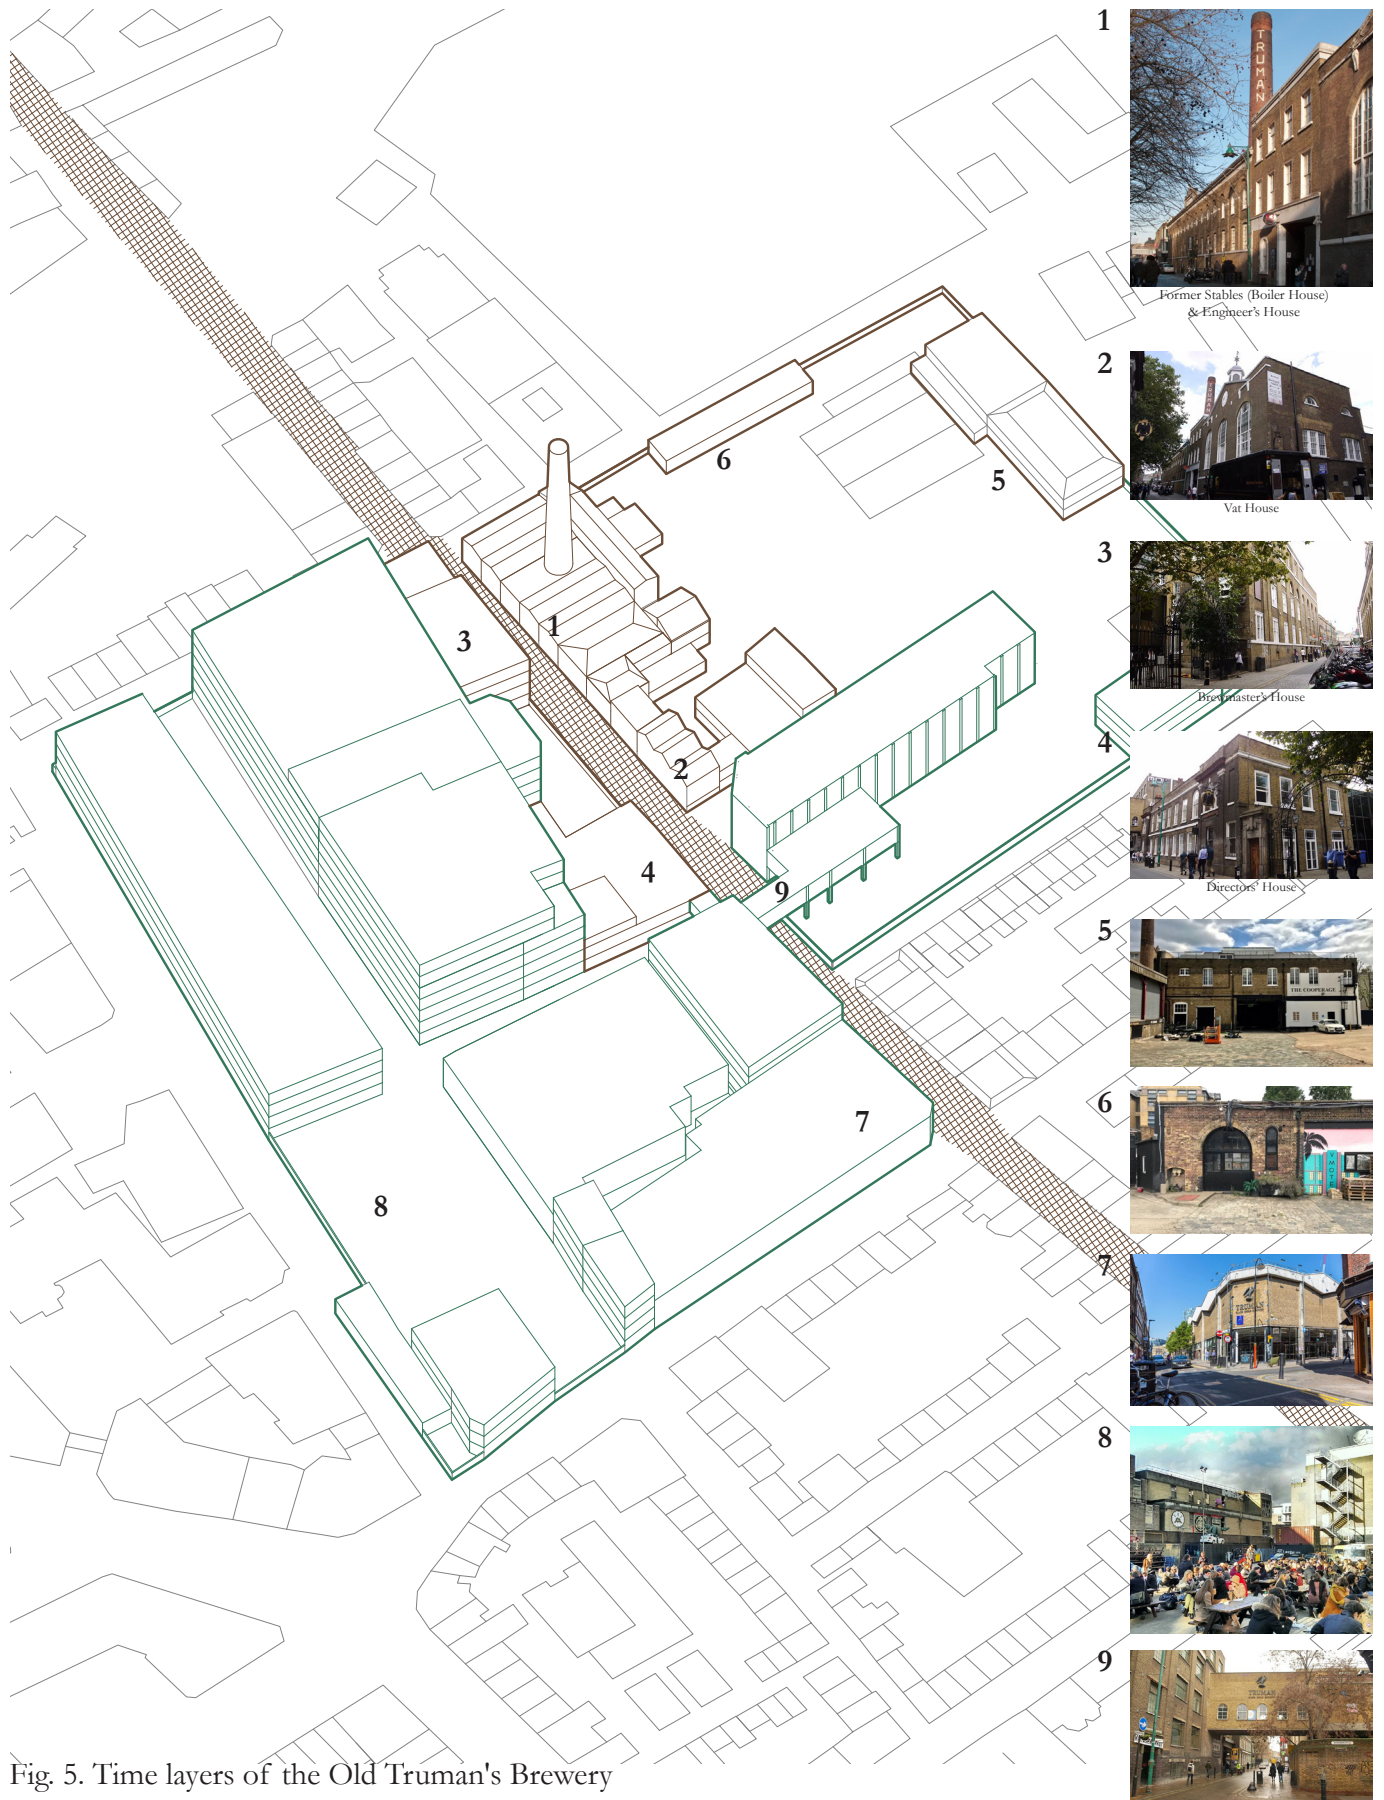 1
TRUMAN
Former Stables (Boiler House)
& Engineer's House
2
Vat House
3
Brewmaster's House
4
Directors' House
5
THE COOPERAGE
6
7
TRUMAN
8
9
TRUMAN
6
5
1
3
2
4
9
7
8
Fig. 5. Time layers of the Old Truman's Brewery